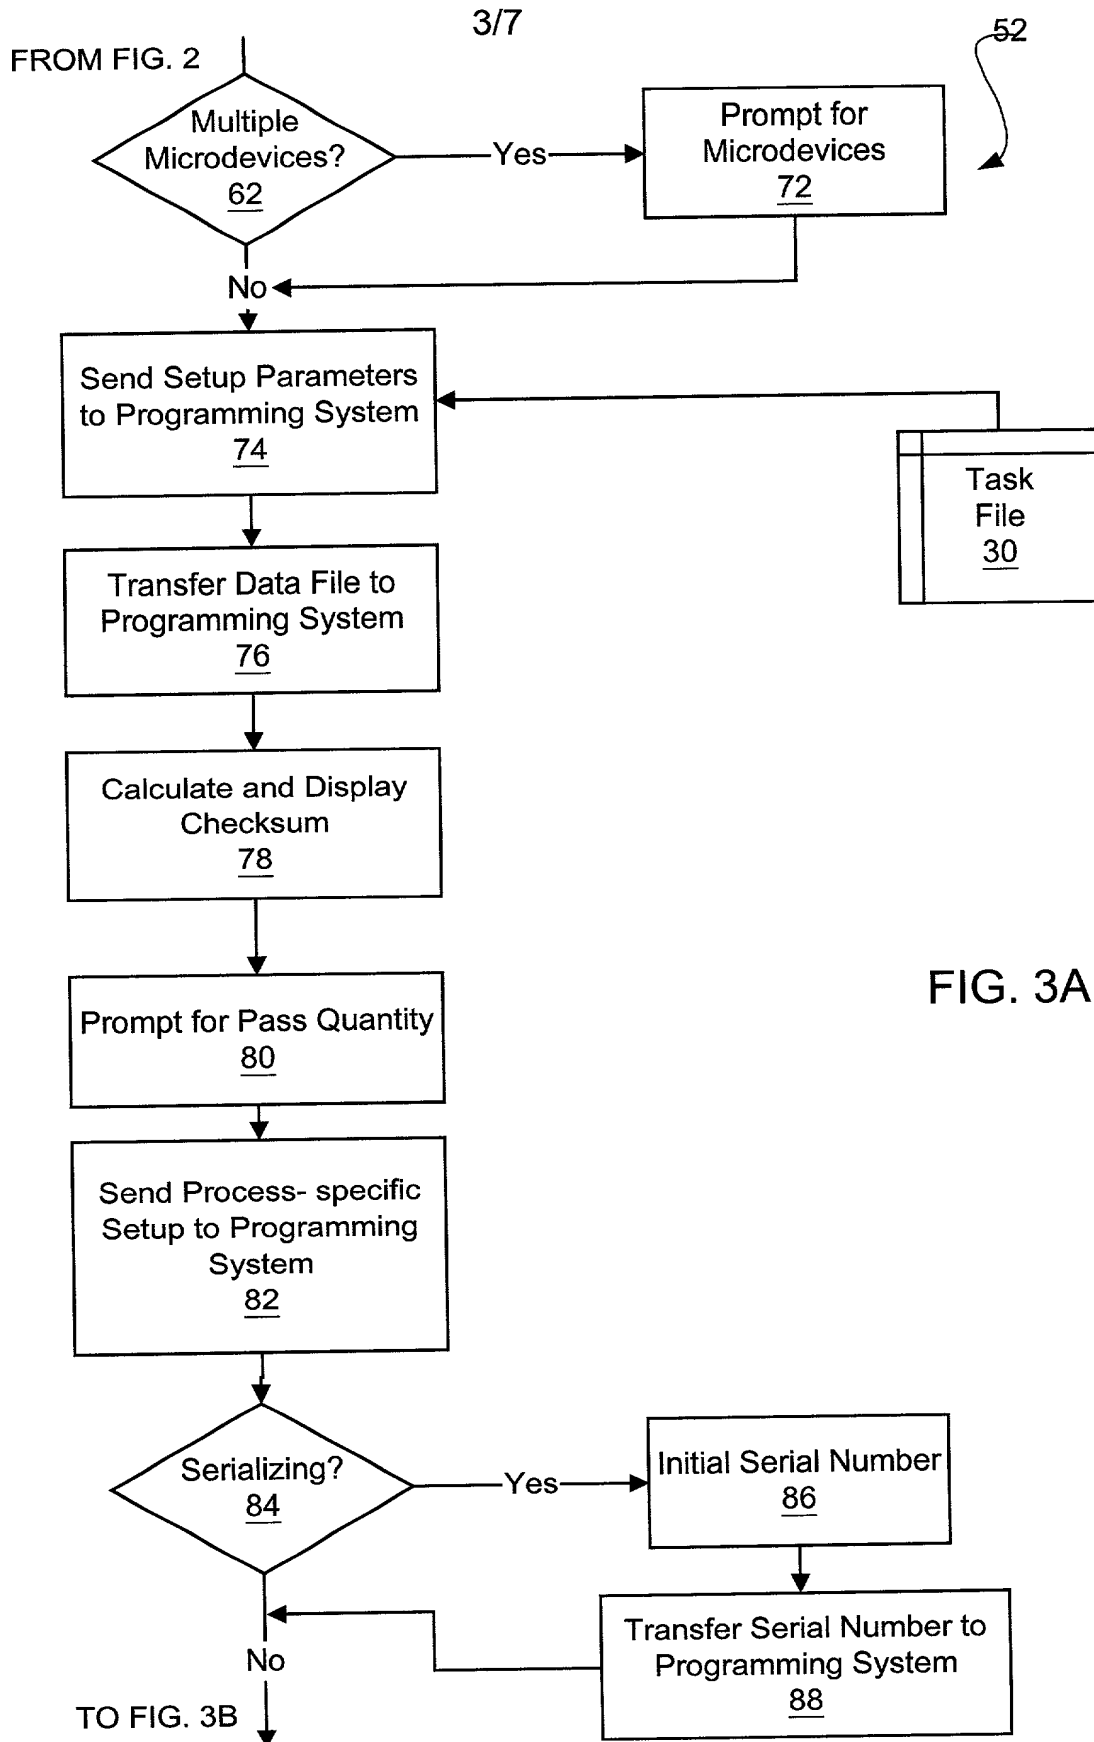 3/7
FROM FIG. 2
52
Multiple
Microdevices?
62
Yes
Prompt for
Microdevices
72
No
Send Setup Parameters
to Programming System
74
Task
File
30
Transfer Data File to
Programming System
76
Calculate and Display
Checksum
78
FIG. 3A
Prompt for Pass Quantity
80
Send Process- specific
Setup to Programming
System
82
Serializing?
84
Yes
Initial Serial Number
86
Transfer Serial Number to
Programming System
88
No
TO FIG. 3B